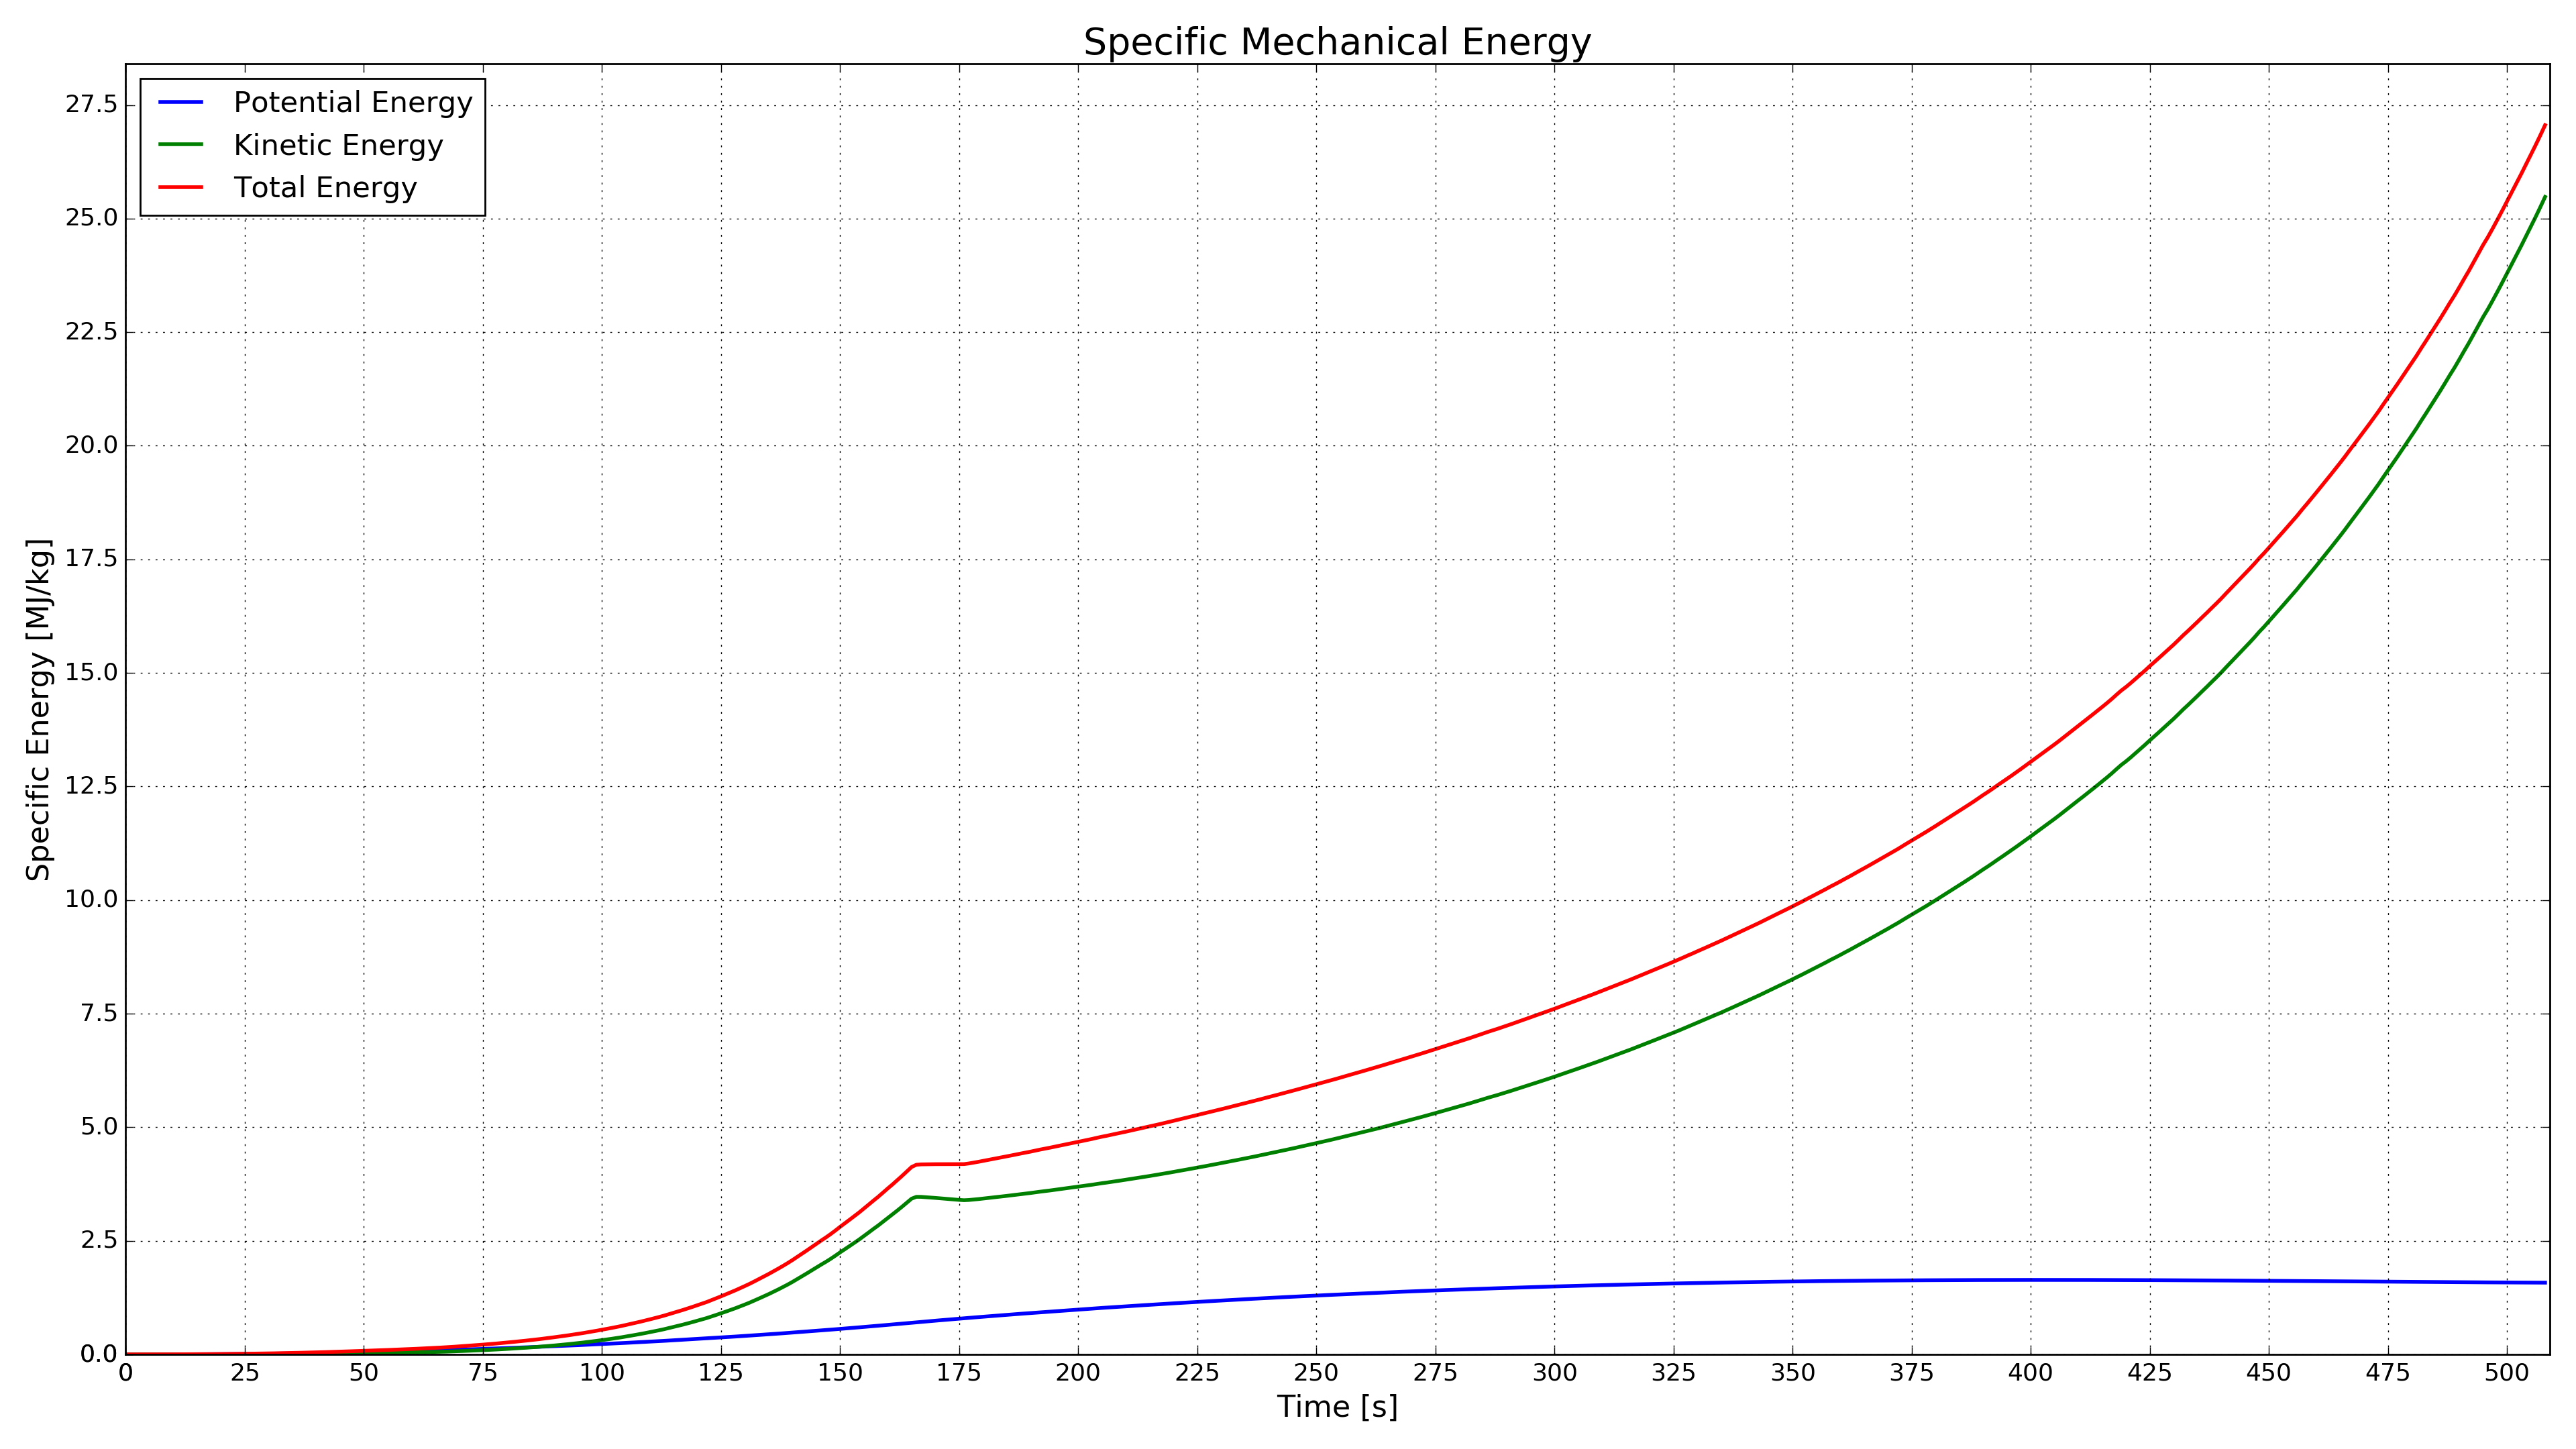 Specific Mechanical Energy
Potential Energy
Kinetic Energy
Total Energy
Specific Energy [MJ/kg]
27.5
25.0
22.5
20.0
17.5
15.0
12.5
10.0
7.5
5.0
2.5
0.0
0 25 50 75 100 125 150 175 200 225 250 275 300 325 350 375 400 425 450 475 500
Time [s]